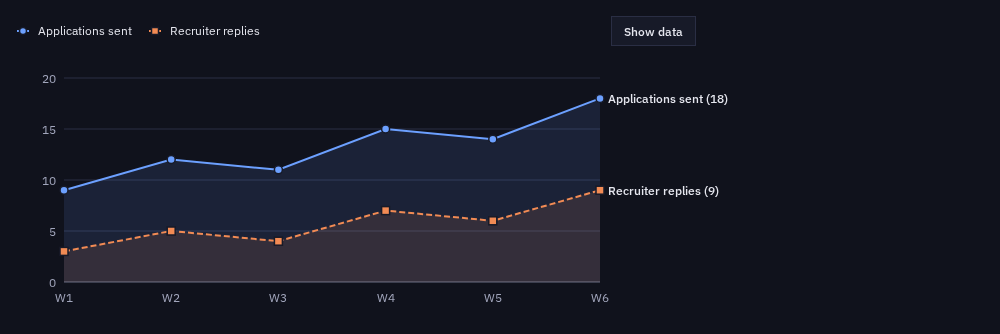 Applications sent
Recruiter replies
Show data
20
15
10
5
0
Applications sent (18)
Recruiter replies (9)
W1 W2 W3 W4 W5 W6